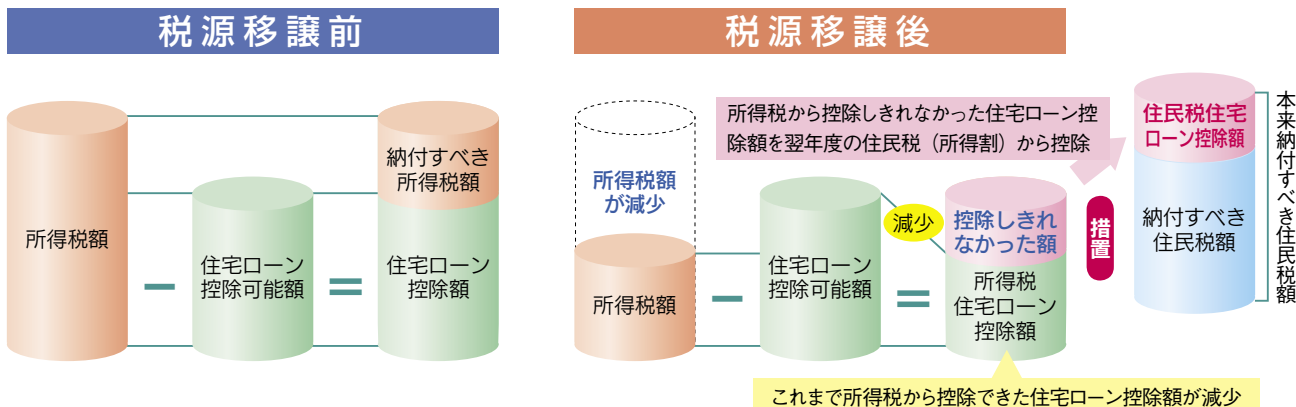 税源移譲前
所得税額
−
住宅ローン
控除可能額
=
納付すべき
所得税額
住宅ローン
控除額
税源移譲後
所得税額
が減少
所得税額
−
住宅ローン
控除可能額
=
減少
控除しきれ
なかった額
所得税
住宅ローン
控除額
これまで所得税から控除できた住宅ローン控除額が減少
所得税から控除しきれなかった住宅ローン控
除額を翌年度の住民税（所得割）から控除
措置
住民税住宅
ローン控除額
納付すべき
住民税額
本来納付すべき住民税額